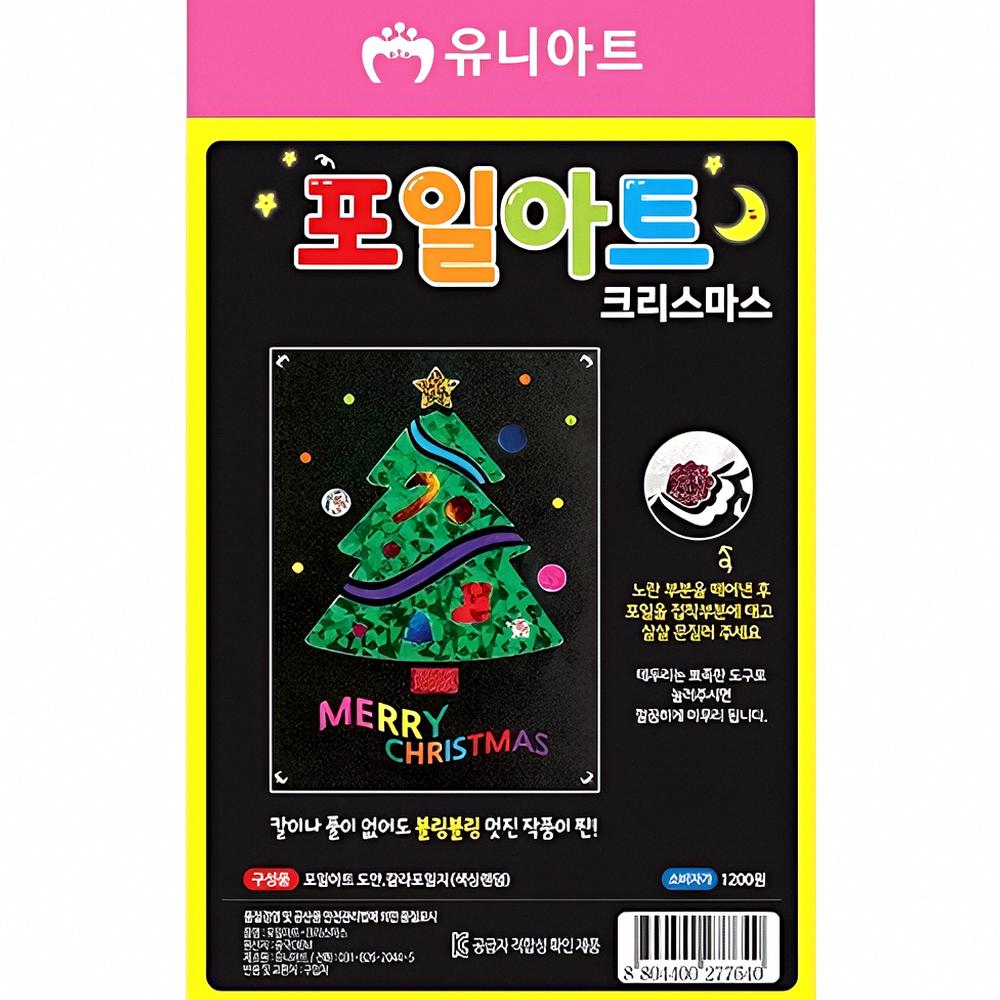 유니아트
포일아트
크리스마스
MERRY
CHRISTMAS
노란 부분을 떼어낸 후
포일을 접착부분에 대고
살살 문질러 주세요
테두리는 뾰족한 도구로
눌러주시면
깔끔하게 마무리 됩니다.
칼이나 풀이 없어도 블링블링 멋진 작품이 찐!
구성품 포일아트 도안, 칼라포일지(색상랜덤)
소비자가 1200원
품질경영 및 공산품 안전관리법에 의한 품질표시
공급자 적합성 확인 제품
8 804400 277640